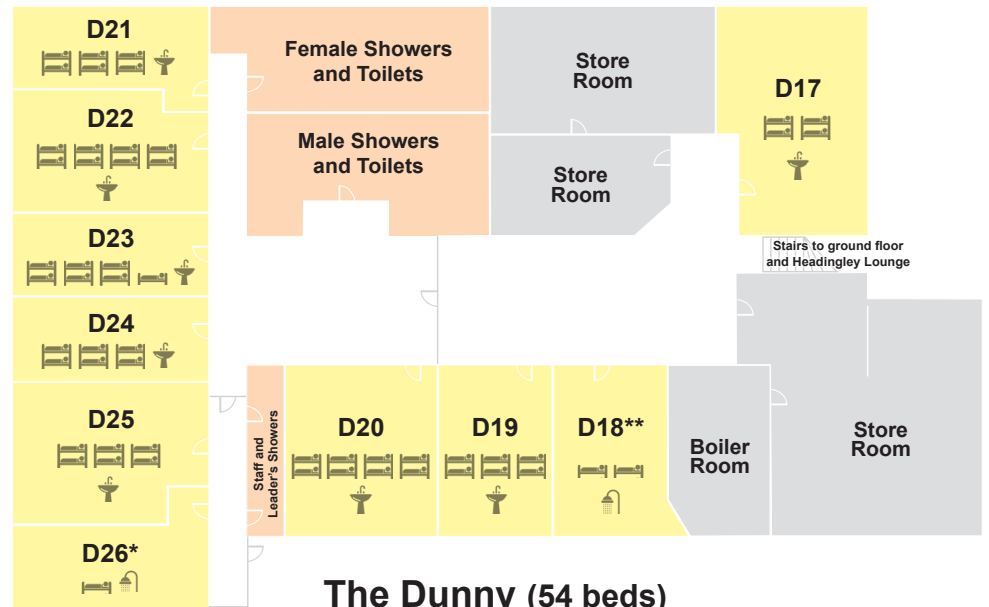 D21
Female Showers
and Toilets
Store
Room
D17
D22
Male Showers
and Toilets
Store
Room
D23
Stairs to ground floor
and Headingley Lounge
D24
D25
Staff and
Leader's Showers
D20
D19
D18**
Boiler
Room
Store
Room
D26*
The Dunny (54 beds)